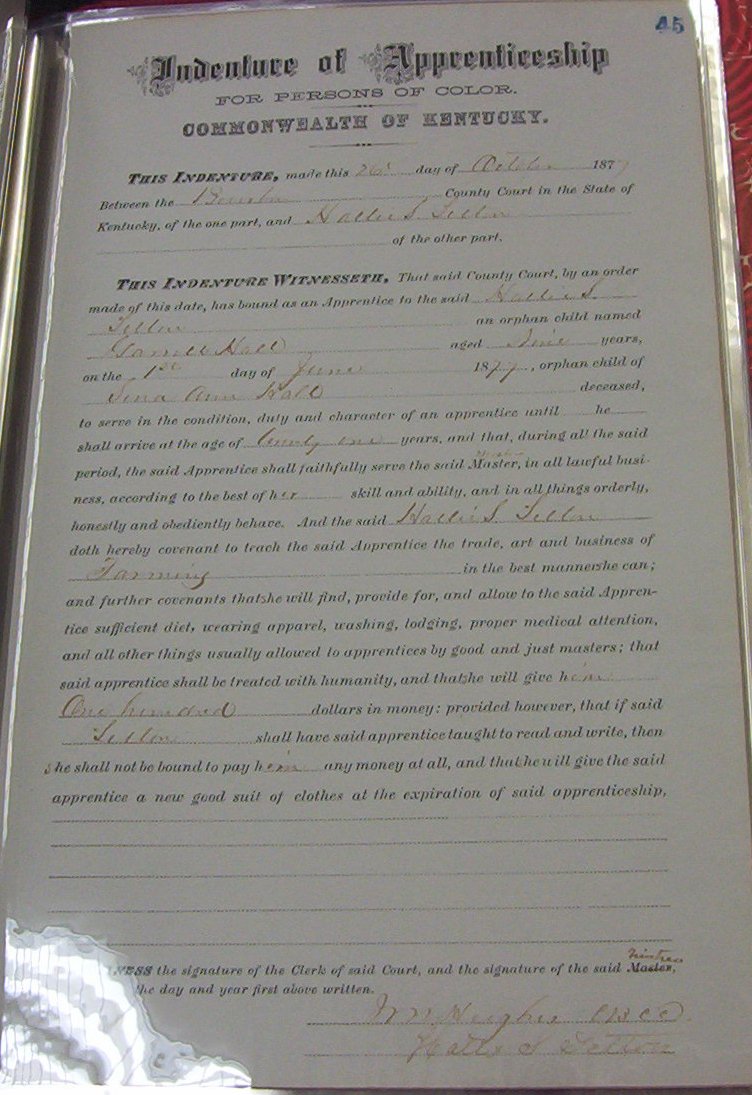 45
Indenture of Apprenticeship
FOR PERSONS OF COLOR.
COMMONWEALTH OF KENTUCKY.
THIS INDENTURE, made this 26 day of October 1877
Between the Bourbon County Court in the State of
Kentucky, of the one part, and Hallie S.
of the other part.
THIS INDENTURE WITNESSETH, That said County Court, by an order
made of this date, has bound as an Apprentice to the said Hallie S.
an orphan child named
Hall aged Nine years,
on the 1st day of June 1877, orphan child of
Ann Hall deceased,
to serve in the condition, duty and character of an apprentice until he
shall arrive at the age of twenty one years, and that, during all the said
period, the said Apprentice shall faithfully serve the said Master, in all lawful busi-
ness, according to the best of her skill and ability, and in all things orderly,
honestly and obediently behave. And the said Hallie S.
doth hereby covenant to teach the said Apprentice the trade, art and business of
Farming in the best manner she can;
and further covenants that she will find, provide for, and allow to the said Appren-
tice sufficient diet, wearing apparel, washing, lodging, proper medical attention,
and all other things usually allowed to apprentices by good and just masters; that
said apprentice shall be treated with humanity, and that she will give him
One hundred dollars in money: provided however, that if said
shall have said apprentice taught to read and write, then
she shall not be bound to pay him any money at all, and that she will give the said
apprentice a new good suit of clothes at the expiration of said apprenticeship,
NESS the signature of the Clerk of said Court, and the signature of the said Master,
the day and year first above written.